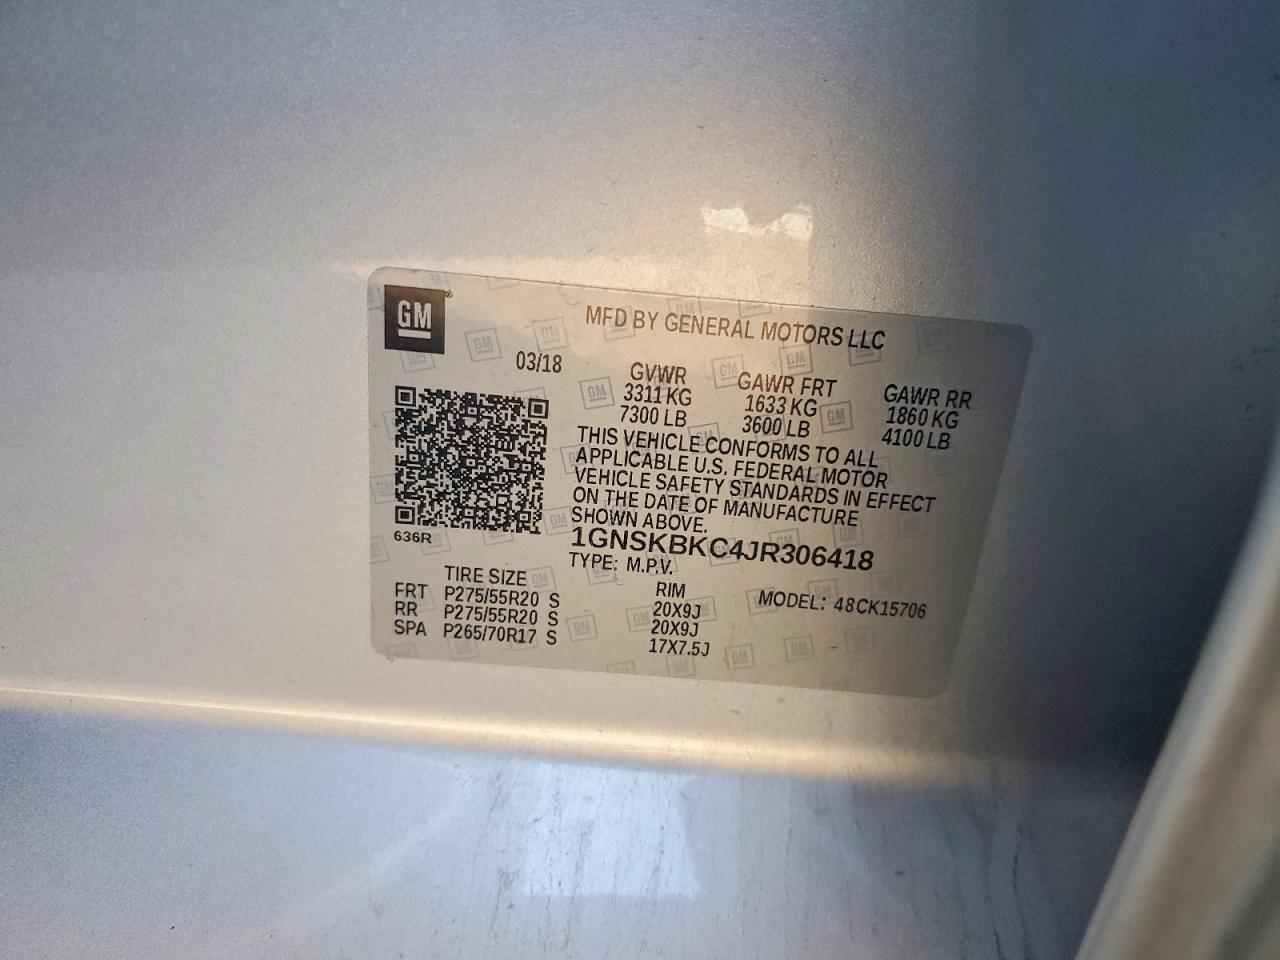 GM
MFD BY GENERAL MOTORS LLC
03/18
GVWR GAWR FRT GAWR RR
3311 KG 1633 KG 1860 KG
7300 LB 3600 LB 4100 LB
THIS VEHICLE CONFORMS TO ALL
APPLICABLE U.S. FEDERAL MOTOR
VEHICLE SAFETY STANDARDS IN EFFECT
ON THE DATE OF MANUFACTURE
SHOWN ABOVE.
636R
1GNSKBKC4JR306418
TYPE: M.P.V.
TIRE SIZE RIM MODEL: 48CK15706
FRT P275/55R20 S 20X9J
RR P275/55R20 S 20X9J
SPA P265/70R17 S 17X7.5J